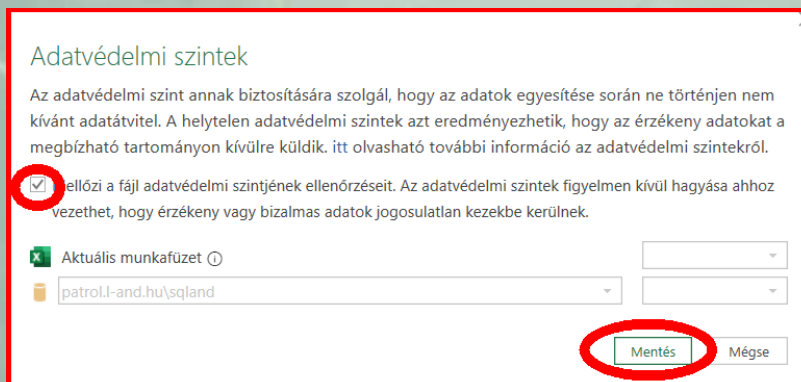 Adatvédelmi szintek
Az adatvédelmi szint annak biztosítására szolgál, hogy az adatok egyesítése során ne történjen nem
kívánt adatátvitel. A helytelen adatvédelmi szintek azt eredményezhetik, hogy az érzékeny adatokat a
megbízható tartományon kívülre küldik. itt olvasható további információ az adatvédelmi szintekről.
ellőzi a fájl adatvédelmi szintjének ellenőrzéseit. Az adatvédelmi szintek figyelmen kívül hagyása ahhoz
vezethet, hogy érzékeny vagy bizalmas adatok jogosulatlan kezekbe kerülnek.
Aktuális munkafüzet
patrol.l-and.hu\sqland
Mentés Mégse